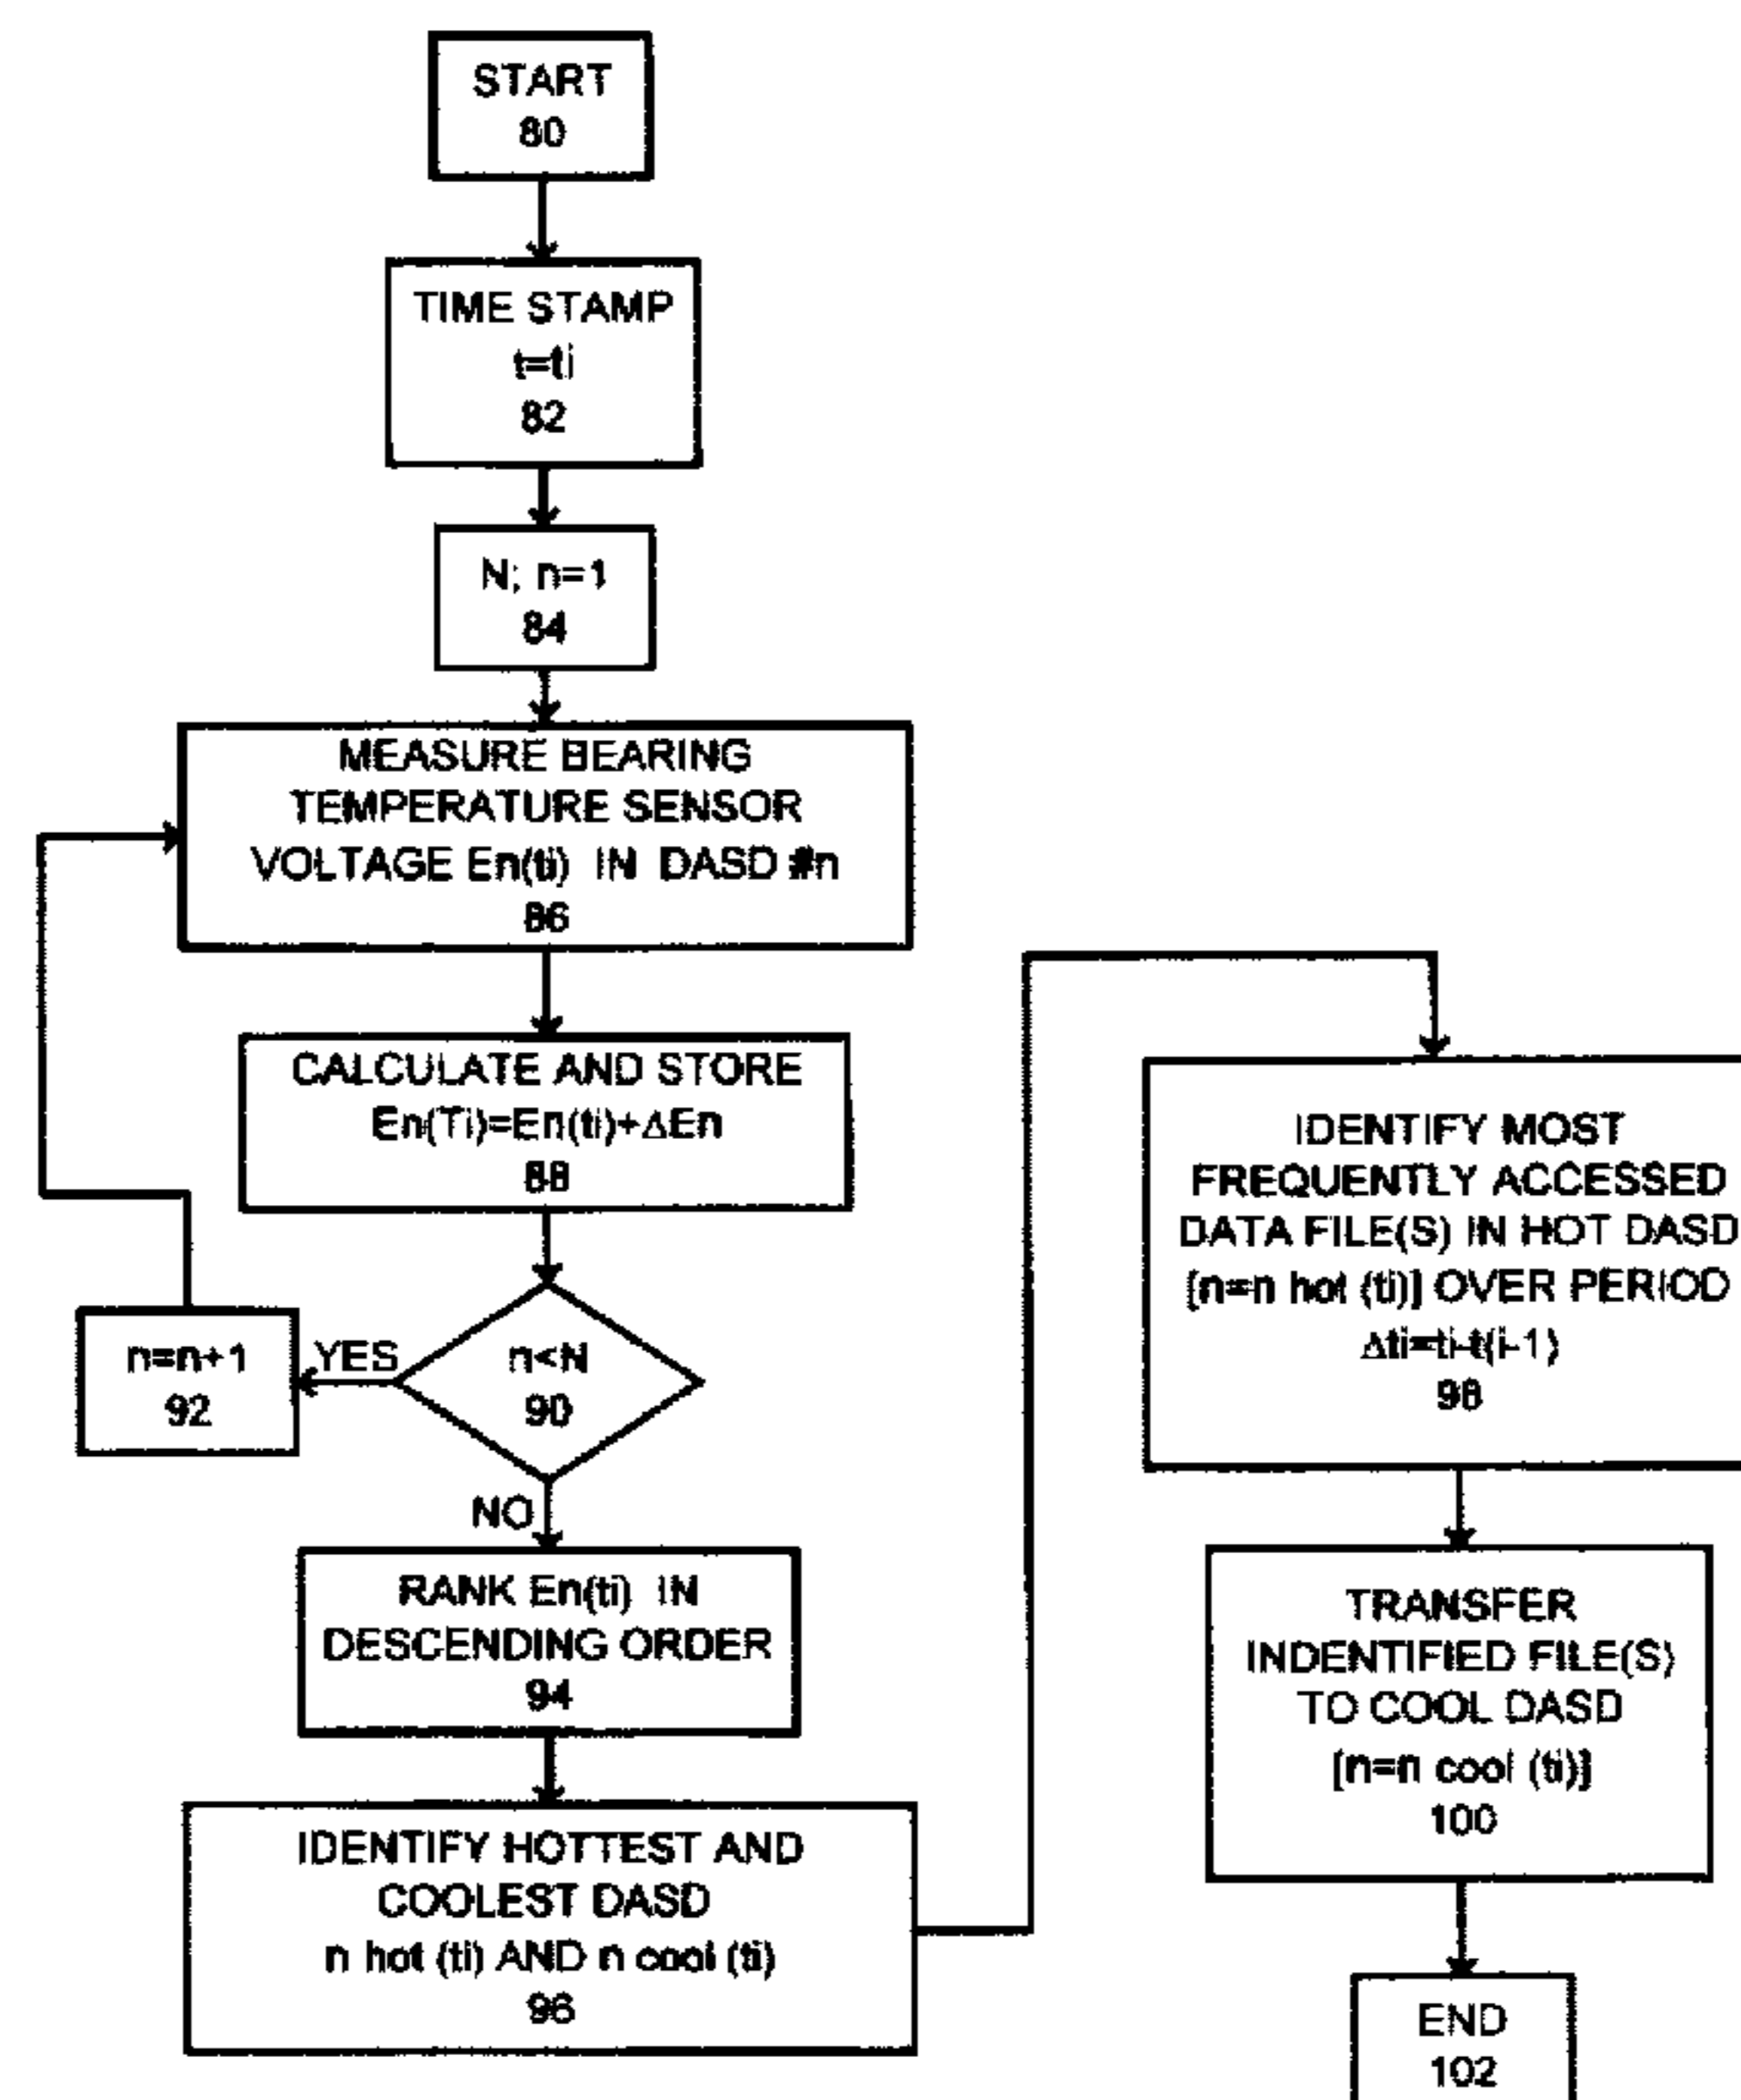 START
80
TIME STAMP
t=ti
82
N; n=1
84
MEASURE BEARING
TEMPERATURE SENSOR
VOLTAGE En(ti) IN DASD #n
86
CALCULATE AND STORE
En(Ti)=En(ti)+ΔEn
88
n<N
90
YES
n=n+1
92
NO
RANK En(ti) IN
DESCENDING ORDER
94
IDENTIFY HOTTEST AND
COOLEST DASD
n hot (ti) AND n cool (ti)
96
IDENTIFY MOST
FREQUENTLY ACCESSED
DATA FILE(S) IN HOT DASD
[n=n hot (ti)] OVER PERIOD
Δti=ti-t(i-1)
98
TRANSFER
INDENTIFIED FILE(S)
TO COOL DASD
[n=n cool (ti)]
100
END
102